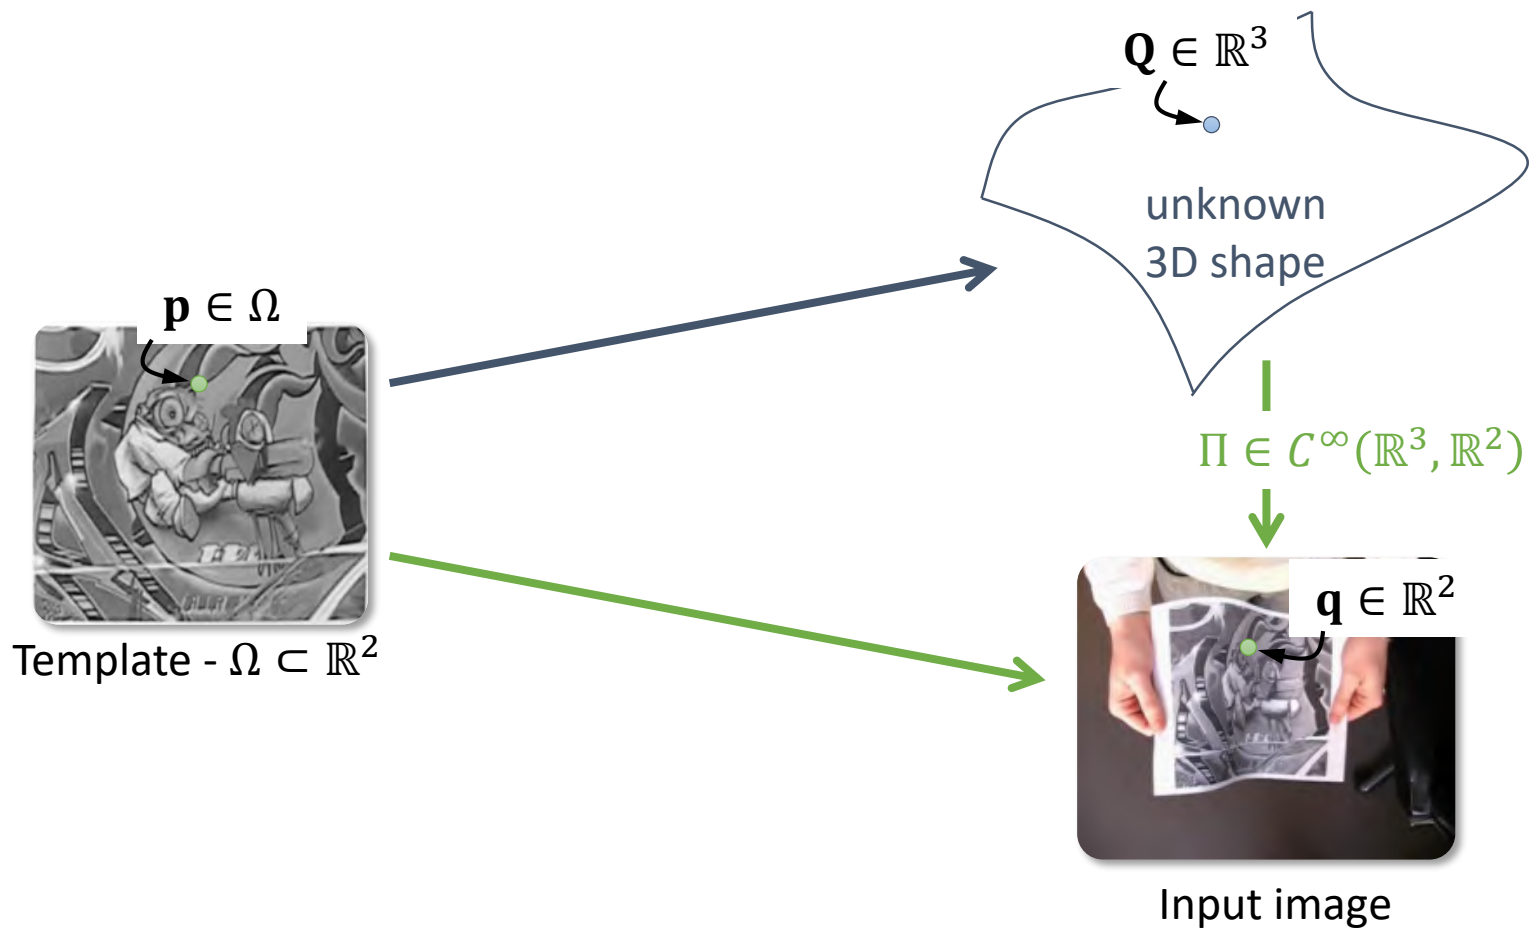 𝐐 ∈ ℝ³
unknown
3D shape
𝐩 ∈ Ω
Π ∈ C^∞(ℝ³, ℝ²)
𝐪 ∈ ℝ²
Template - Ω ⊂ ℝ²
Input image